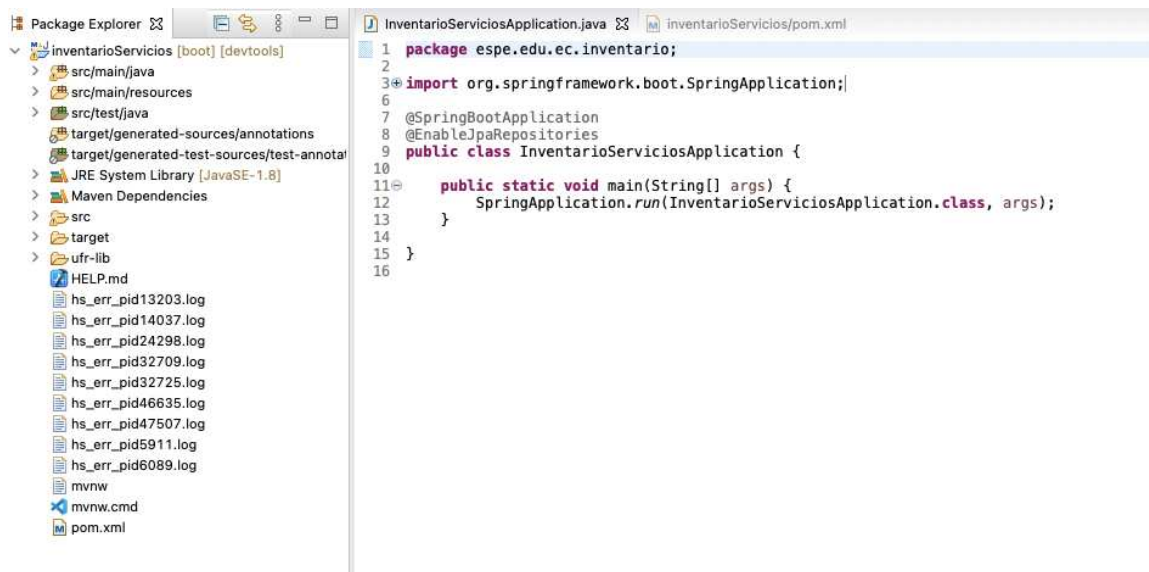 Package Explorer
inventarioServicios [boot] [devtools]
src/main/java
src/main/resources
src/test/java
target/generated-sources/annotations
target/generated-test-sources/test-annotat
JRE System Library [JavaSE-1.8]
Maven Dependencies
src
target
ufr-lib
HELP.md
hs_err_pid13203.log
hs_err_pid14037.log
hs_err_pid24298.log
hs_err_pid32709.log
hs_err_pid32725.log
hs_err_pid46635.log
hs_err_pid47507.log
hs_err_pid5911.log
hs_err_pid6089.log
mvnw
mvnw.cmd
pom.xml
InventarioServiciosApplication.java inventarioServicios/pom.xml
1 package espe.edu.ec.inventario;
2
3 import org.springframework.boot.SpringApplication;
6
7 @SpringBootApplication
8 @EnableJpaRepositories
9 public class InventarioServiciosApplication {
10
11 public static void main(String[] args) {
12 SpringApplication.run(InventarioServiciosApplication.class, args);
13 }
14
15 }
16